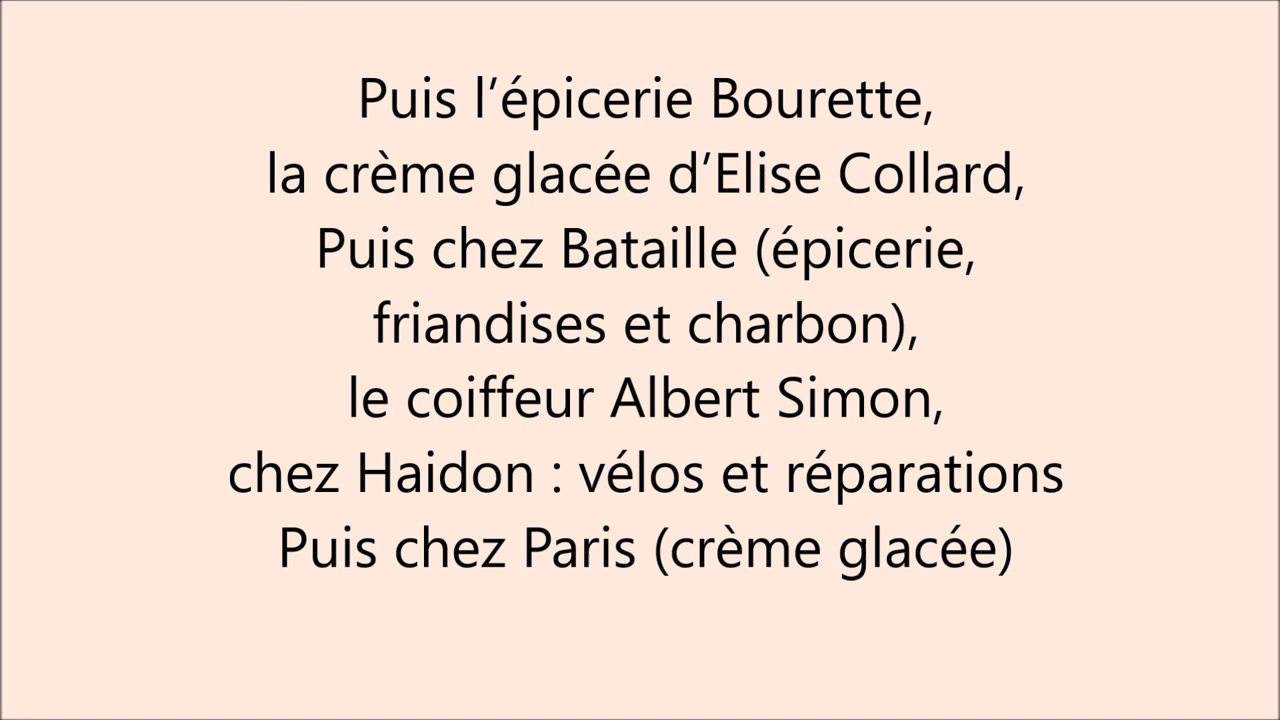 Puis l’épicerie Bourette,
la crème glacée d’Elise Collard,
Puis chez Bataille (épicerie,
friandises et charbon),
le coiffeur Albert Simon,
chez Haidon : vélos et réparations
Puis chez Paris (crème glacée)